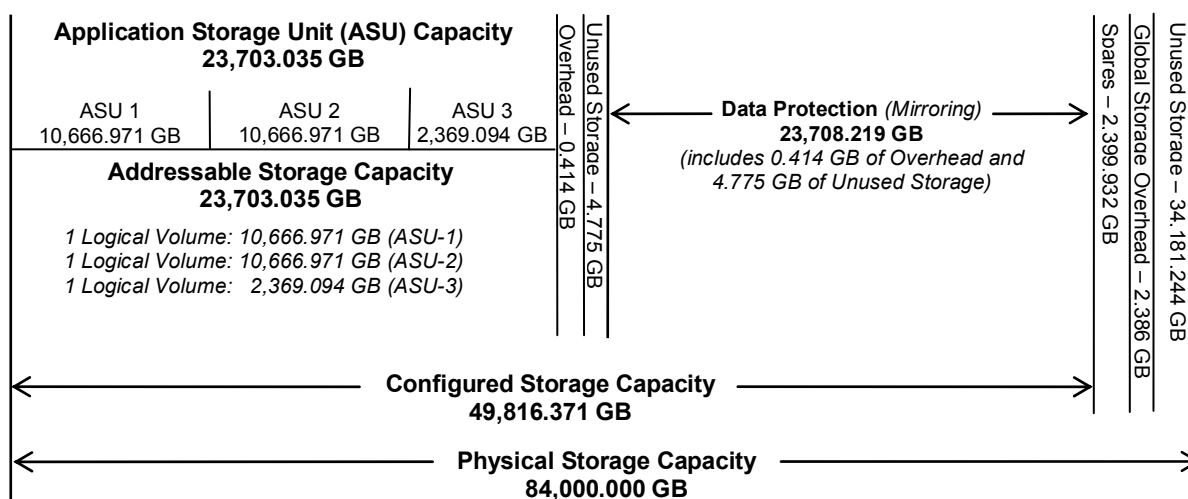 Application Storage Unit (ASU) Capacity
23,703.035 GB
ASU 1
10,666.971 GB
ASU 2
10,666.971 GB
ASU 3
2,369.094 GB
Addressable Storage Capacity
23,703.035 GB
1 Logical Volume: 10,666.971 GB (ASU-1)
1 Logical Volume: 10,666.971 GB (ASU-2)
1 Logical Volume: 2,369.094 GB (ASU-3)
Overhead – 0.414 GB
Unused Storage – 4.775 GB
Data Protection (Mirroring)
23,708.219 GB
(includes 0.414 GB of Overhead and
4.775 GB of Unused Storage)
Spares – 2.399.932 GB
Global Storage Overhead – 2.386 GB
Unused Storage – 34.181.244 GB
Configured Storage Capacity
49,816.371 GB
Physical Storage Capacity
84,000.000 GB